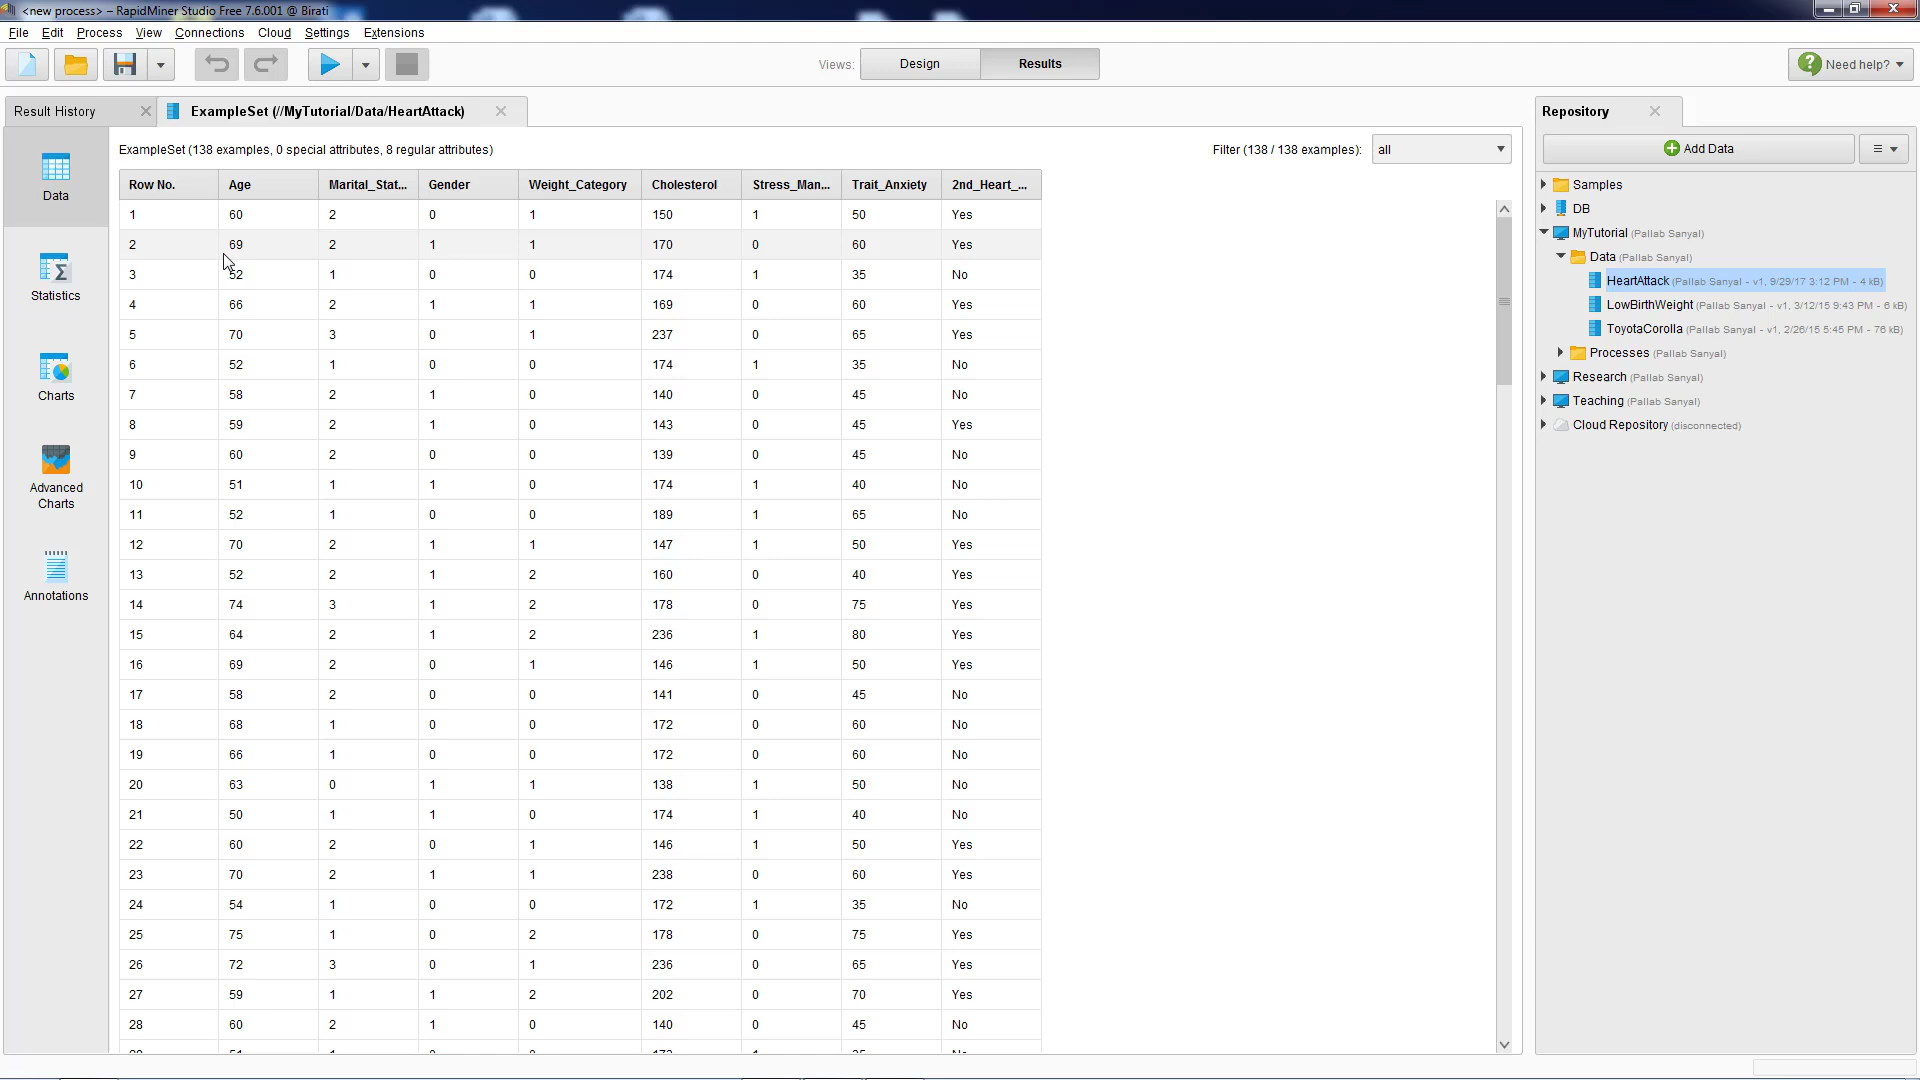 <new process> – RapidMiner Studio Free 7.6.001 @ Birati
File Edit Process View Connections Cloud Settings Extensions
Views: Design Results Need help?
Result History ExampleSet (//MyTutorial/Data/HeartAttack) Repository
ExampleSet (138 examples, 0 special attributes, 8 regular attributes) Filter (138 / 138 examples): all Add Data
Row No. Age Marital_Stat... Gender Weight_Category Cholesterol Stress_Man... Trait_Anxiety 2nd_Heart_...
1 60 2 0 1 150 1 50 Yes
2 69 2 1 1 170 0 60 Yes
3 52 1 0 0 174 1 35 No
4 66 2 1 1 169 0 60 Yes
5 70 3 0 1 237 0 65 Yes
6 52 1 0 0 174 1 35 No
7 58 2 1 0 140 0 45 No
8 59 2 1 0 143 0 45 Yes
9 60 2 0 0 139 0 45 No
10 51 1 1 0 174 1 40 No
11 52 1 0 0 189 1 65 No
12 70 2 1 1 147 1 50 Yes
13 52 2 1 2 160 0 40 Yes
14 74 3 1 2 178 0 75 Yes
15 64 2 1 2 236 1 80 Yes
16 69 2 0 1 146 1 50 Yes
17 58 2 0 0 141 0 45 No
18 68 1 0 0 172 0 60 No
19 66 1 0 0 172 0 60 No
20 63 0 1 1 138 1 50 No
21 50 1 1 0 174 1 40 No
22 60 2 0 1 146 1 50 Yes
23 70 2 1 1 238 0 60 Yes
24 54 1 0 0 172 1 35 No
25 75 1 0 2 178 0 75 Yes
26 72 3 0 1 236 0 65 Yes
27 59 1 1 2 202 0 70 Yes
28 60 2 1 0 140 0 45 No
Data
Statistics
Charts
Advanced
Charts
Annotations
Samples
DB
MyTutorial (Pallab Sanyal)
Data (Pallab Sanyal)
HeartAttack (Pallab Sanyal – v1, 9/29/17 3:12 PM – 4 kB)
LowBirthWeight (Pallab Sanyal – v1, 3/12/15 9:43 PM – 6 kB)
ToyotaCorolla (Pallab Sanyal – v1, 2/26/15 5:45 PM – 76 kB)
Processes (Pallab Sanyal)
Research (Pallab Sanyal)
Teaching (Pallab Sanyal)
Cloud Repository (disconnected)